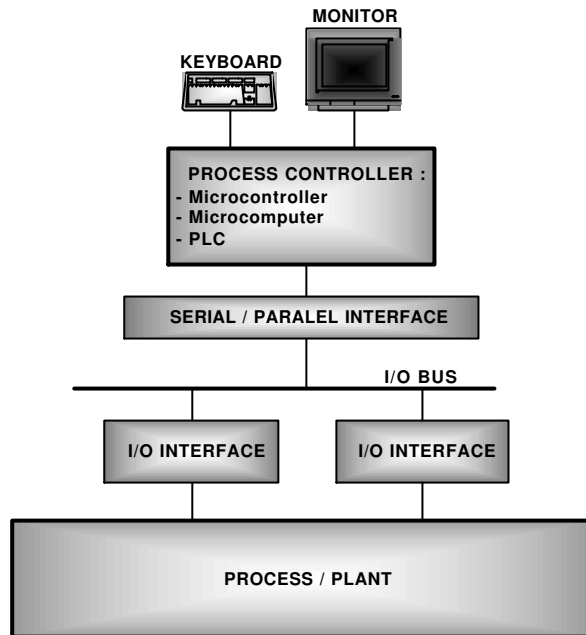 MONITOR
KEYBOARD
PROCESS CONTROLLER :
- Microcontroller
- Microcomputer
- PLC
SERIAL / PARALEL INTERFACE
I/O BUS
I/O INTERFACE
I/O INTERFACE
PROCESS / PLANT